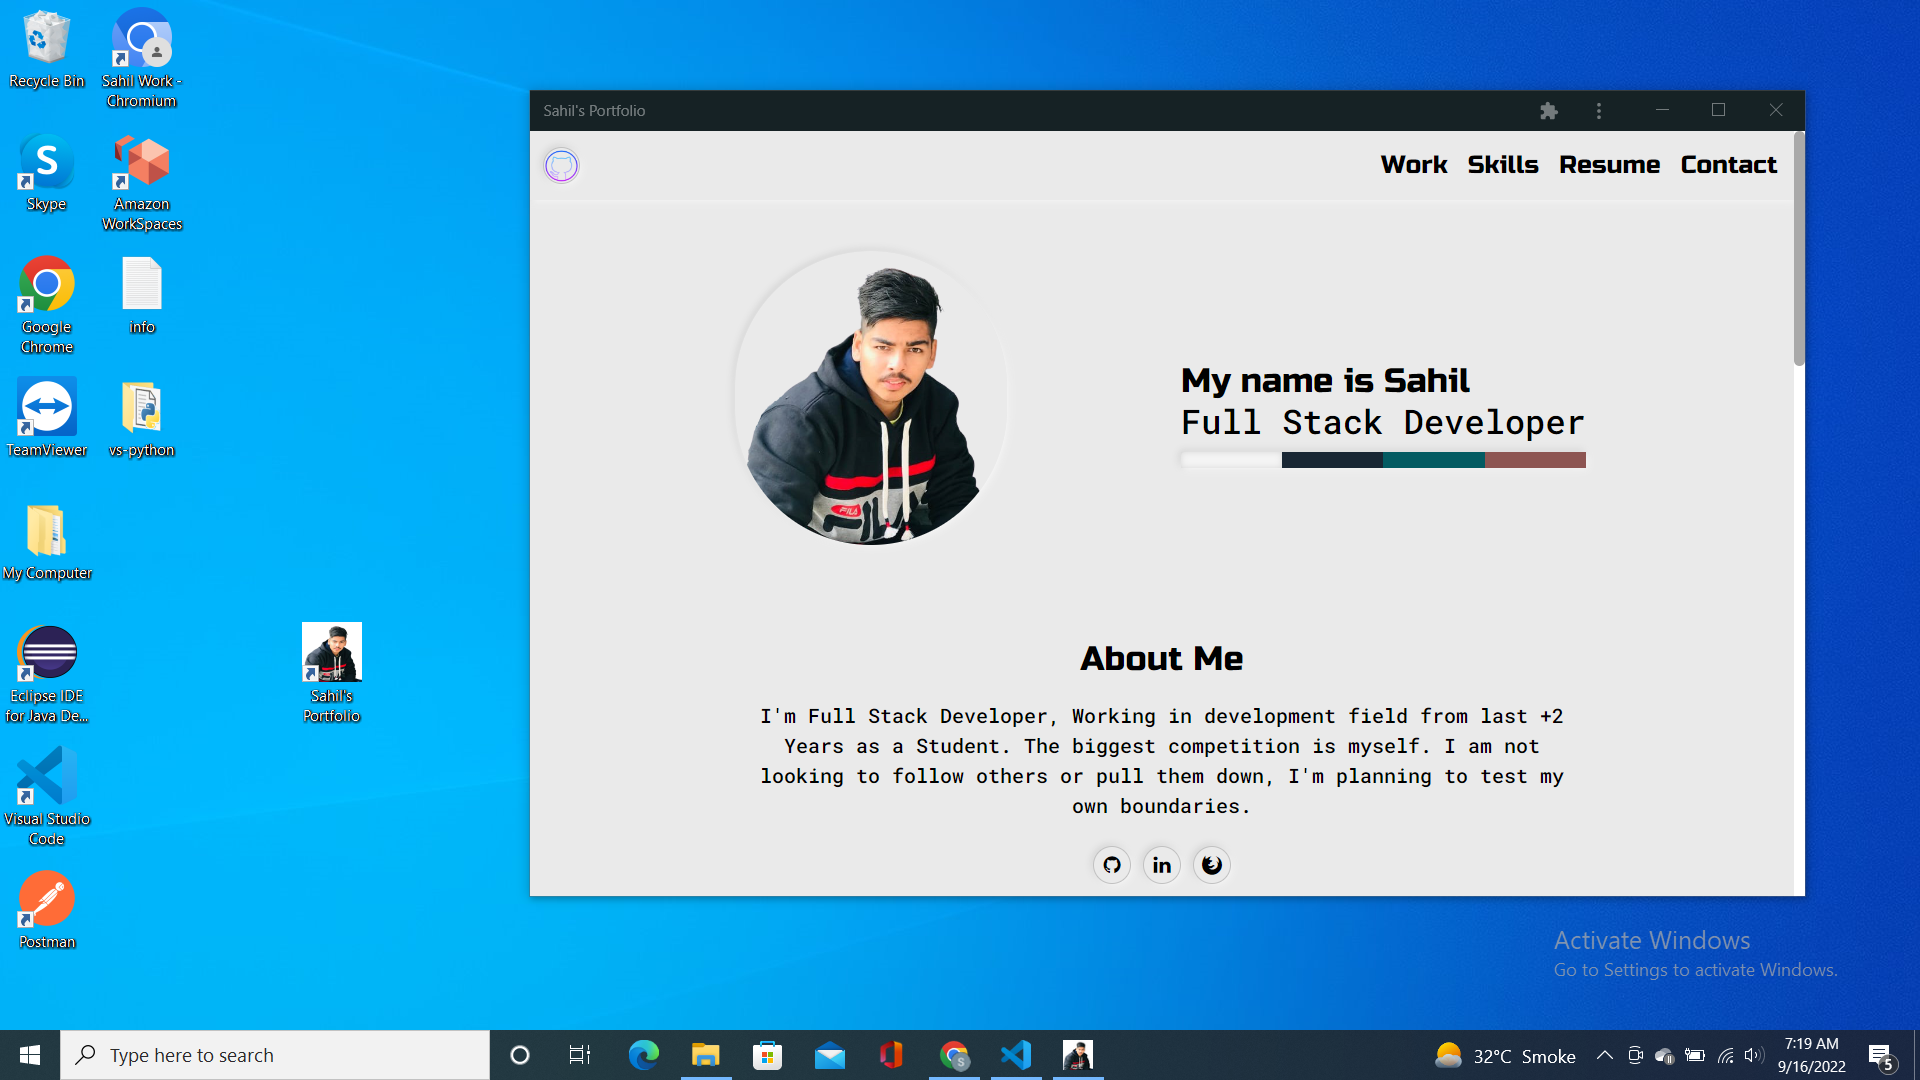 Recycle Bin
Sahil Work -
Chromium
Skype
Amazon
WorkSpaces
Google
Chrome
info
TeamViewer
vs-python
My Computer
Eclipse IDE
for Java De...
Sahil's
Portfolio
Visual Studio
Code
Postman
Sahil's Portfolio
Work Skills Resume Contact
FILA
FILA
My name is Sahil
Full Stack Developer
About Me
I'm Full Stack Developer, Working in development field from last +2
Years as a Student. The biggest competition is myself. I am not
looking to follow others or pull them down, I'm planning to test my
own boundaries.
in
Activate Windows
Go to Settings to activate Windows.
Type here to search
S
32°C Smoke
7:19 AM
9/16/2022
5